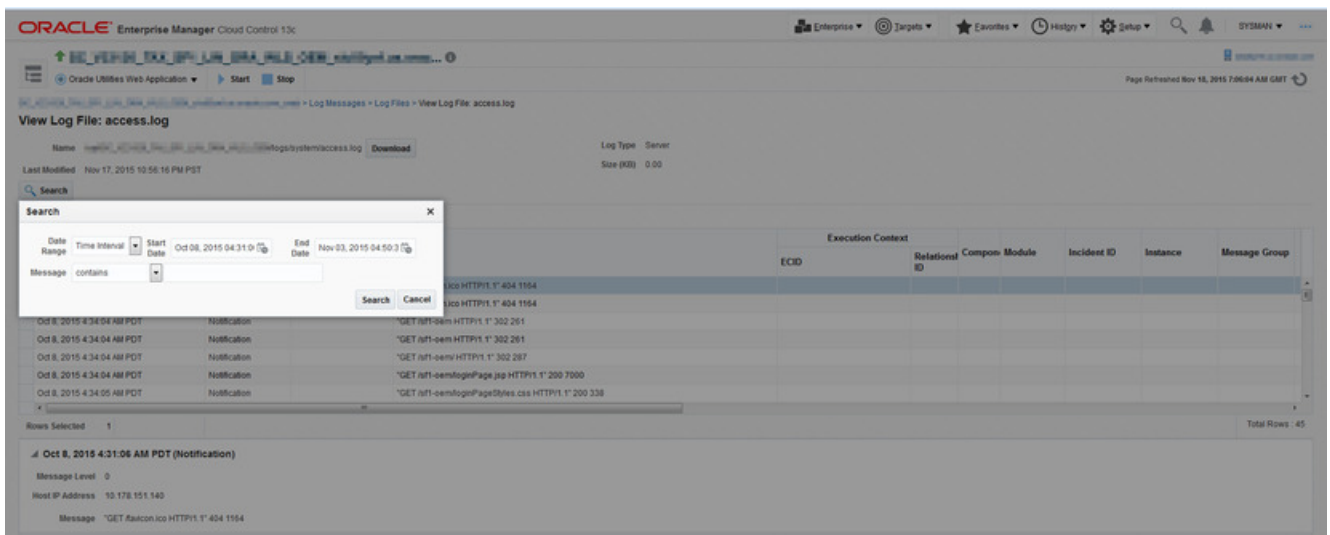 ORACLE Enterprise Manager Cloud Control 13c
Enterprise Targets Favorites History Setup SYSMAN
Oracle Utilities Web Application Start Stop
Page Refreshed Nov 18, 2015 7:06:04 AM GMT
> Log Messages > Log Files > View Log File: access.log
View Log File: access.log
Name /logs/system/access.log Download
Log Type Server
Last Modified Nov 17, 2015 10:56:16 PM PST
Size (KB) 0.00
Search
Search
Date Range Time Interval Start Date Oct 08, 2015 04:31:0 End Date Nov 03, 2015 04:50:3
Message contains
Search Cancel
Execution Context
ECID Relationsh ID Compon Module Incident ID Instance Message Group
.ico HTTP/1.1" 404 1164
.ico HTTP/1.1" 404 1164
Oct 8, 2015 4:34:04 AM PDT Notification "GET /sf1-oem HTTP/1.1" 302 261
Oct 8, 2015 4:34:04 AM PDT Notification "GET /sf1-oem HTTP/1.1" 302 261
Oct 8, 2015 4:34:04 AM PDT Notification "GET /sf1-oem/ HTTP/1.1" 302 287
Oct 8, 2015 4:34:04 AM PDT Notification "GET /sf1-oem/loginPage.jsp HTTP/1.1" 200 7000
Oct 8, 2015 4:34:05 AM PDT Notification "GET /sf1-oem/loginPageStyles.css HTTP/1.1" 200 338
Rows Selected 1
Total Rows : 45
Oct 8, 2015 4:31:06 AM PDT (Notification)
Message Level 0
Host IP Address 10.178.151.140
Message "GET /favicon.ico HTTP/1.1" 404 1164